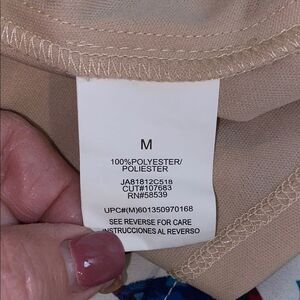 M
100%POLYESTER/
POLIESTER
JA81812C518
CUT#107683
RN#58539
UPC#(M)601350970168
SEE REVERSE FOR CARE
INSTRUCCIONES AL REVERSO